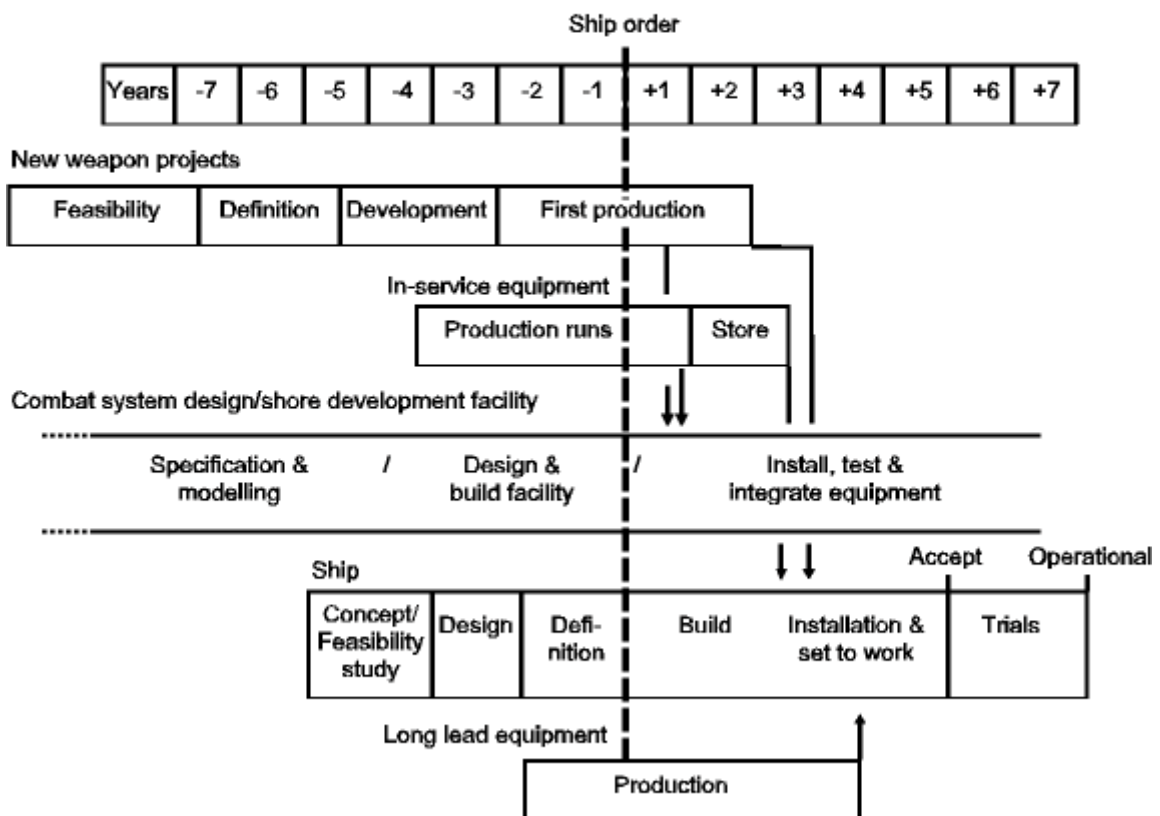 Ship order
Years -7 -6 -5 -4 -3 -2 -1 +1 +2 +3 +4 +5 +6 +7
New weapon projects
Feasibility Definition Development First production
In-service equipment
Production runs Store
Combat system design/shore development facility
Specification & / Design & / Install, test &
modelling build facility integrate equipment
Accept Operational
Ship
Concept/
Feasibility
study
Design
Defi-
nition
Build
Installation &
set to work
Trials
Long lead equipment
Production